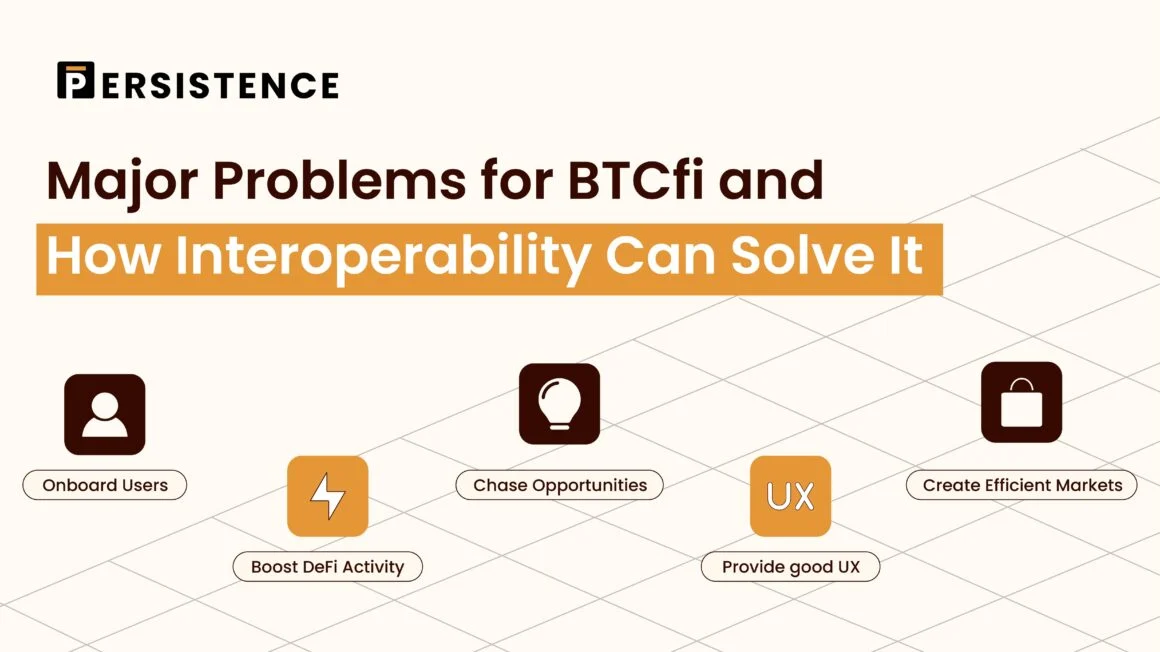 PERSISTENCE
Major Problems for BTCfi and
How Interoperability Can Solve It
Onboard Users
Boost DeFi Activity
Chase Opportunities
UX
Provide good UX
Create Efficient Markets